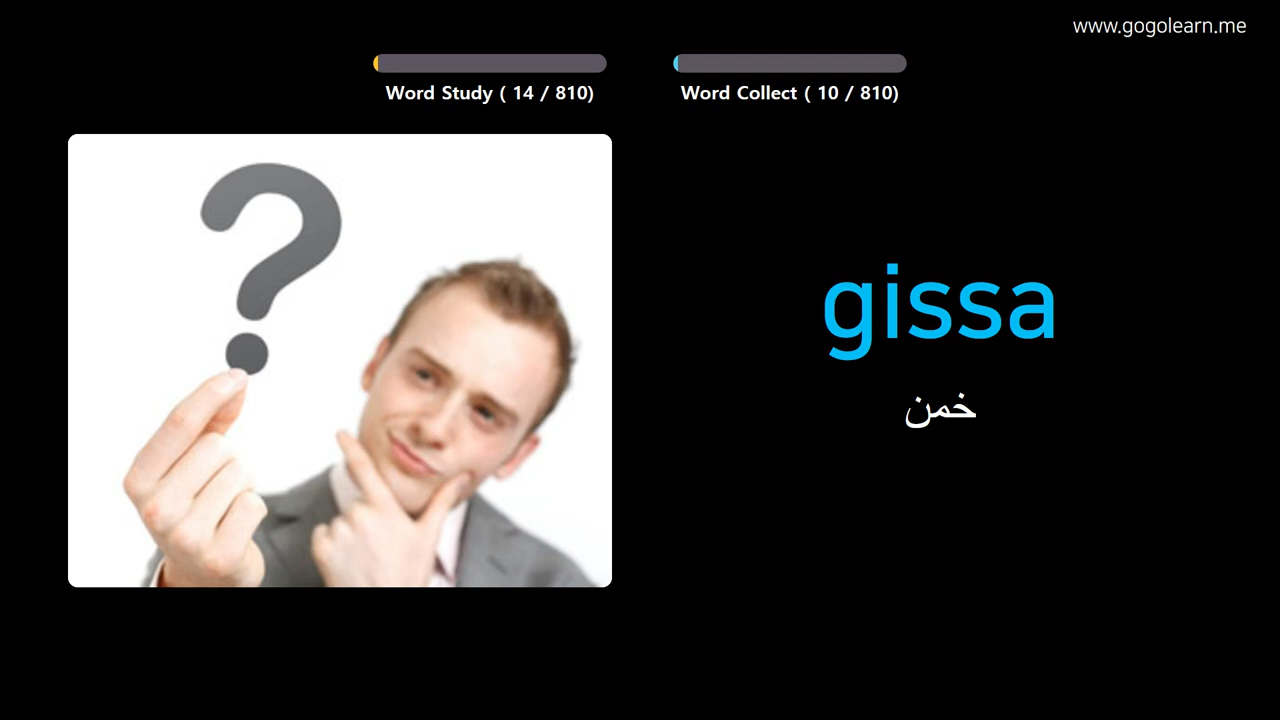 www.gogolearn.me
Word Study ( 14 / 810)
Word Collect ( 10 / 810)
?
gissa
خمن